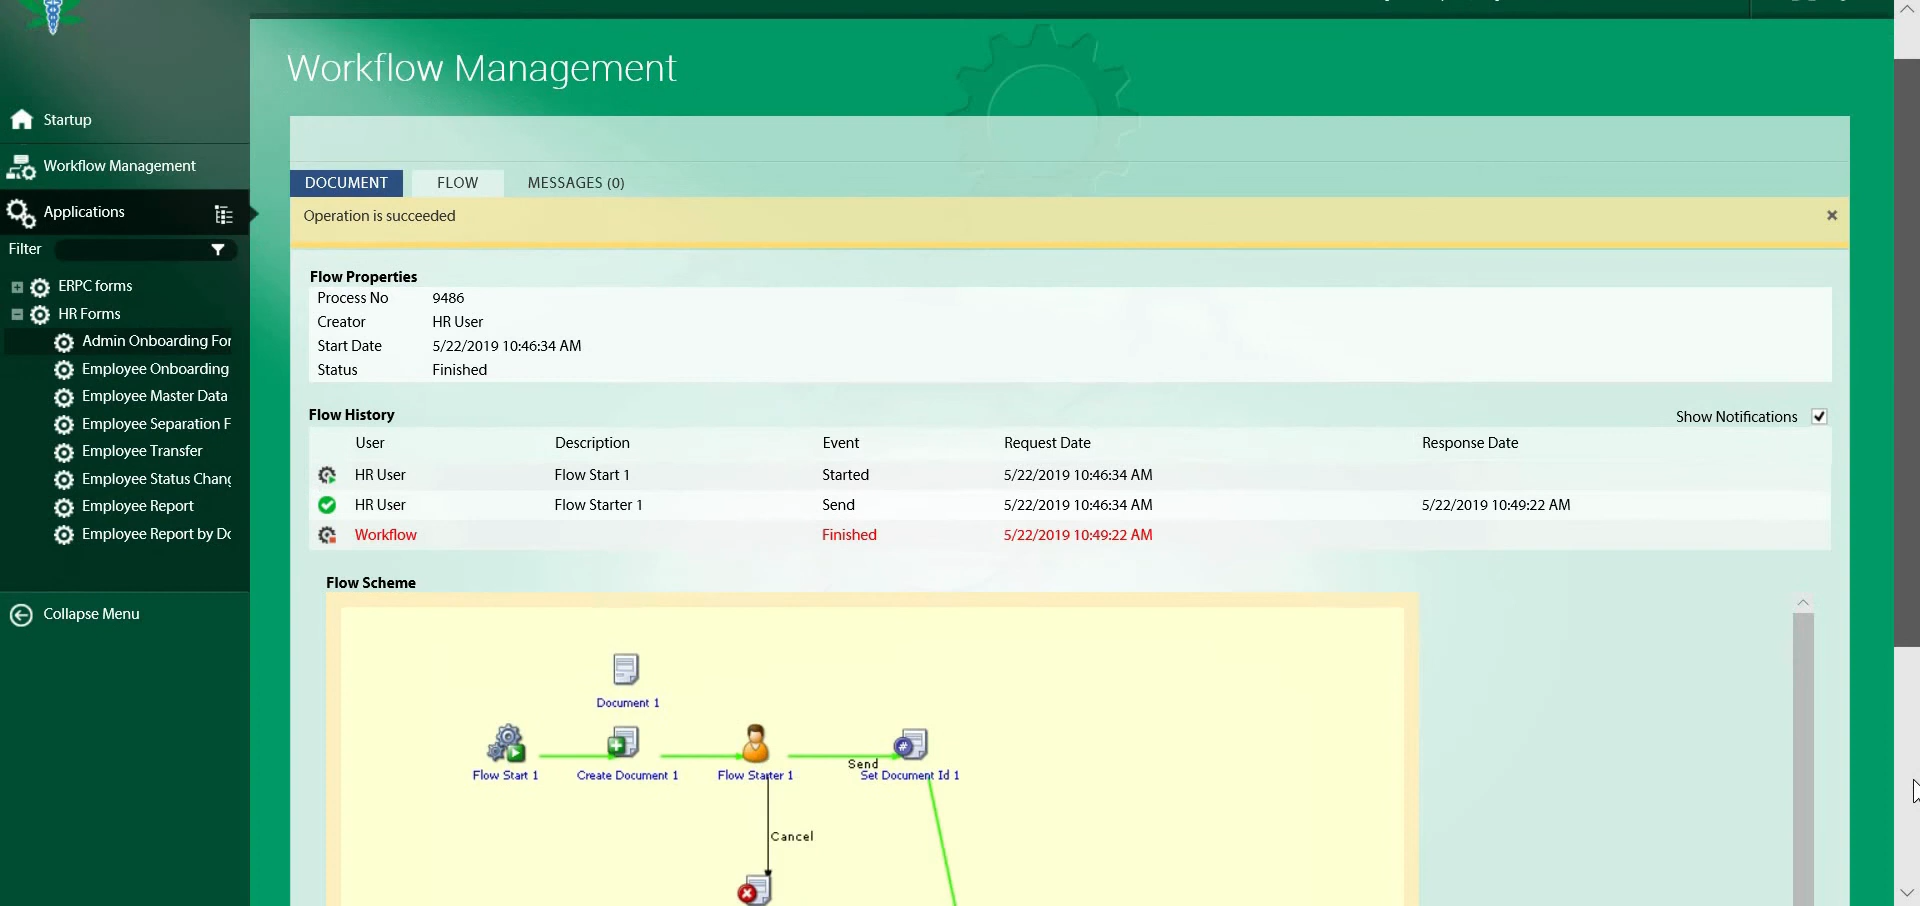 Workflow Management
Startup
Workflow Management
Applications
Filter
ERPC forms
HR Forms
Admin Onboarding For
Employee Onboarding
Employee Master Data
Employee Separation F
Employee Transfer
Employee Status Chang
Employee Report
Employee Report by Do
Collapse Menu
DOCUMENT FLOW MESSAGES (0)
Operation is succeeded
Flow Properties
Process No 9486
Creator HR User
Start Date 5/22/2019 10:46:34 AM
Status Finished
Flow History Show Notifications
User Description Event Request Date Response Date
HR User Flow Start 1 Started 5/22/2019 10:46:34 AM
HR User Flow Starter 1 Send 5/22/2019 10:46:34 AM 5/22/2019 10:49:22 AM
Workflow Finished 5/22/2019 10:49:22 AM
Flow Scheme
Document 1
Send
Flow Start 1 Create Document 1 Flow Starter 1 Set Document Id 1
Cancel